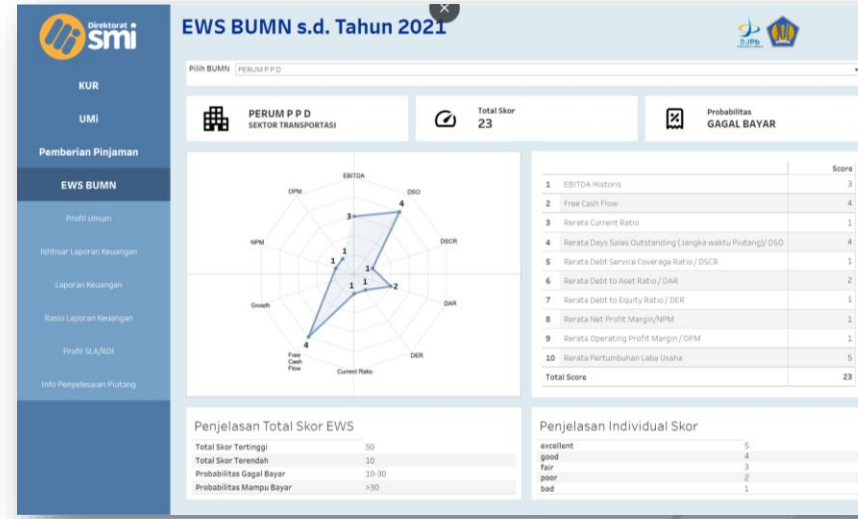 Direktorat
smi
EWS BUMN s.d. Tahun 2021
DJPb
KUR
UMi
Pemberian Pinjaman
EWS BUMN
Profil Umum
Ikhtisar Laporan Keuangan
Laporan Keuangan
Rasio Laporan Keuangan
Profil SLA/RDI
Info Penyelesaian Piutang
Pilih BUMN PERUM P P D
PERUM P P D
SEKTOR TRANSPORTASI
Total Skor
23
Probabilitas
GAGAL BAYAR
EBITDA
OPM
DSO
4
3
NPM
DSCR
1
1
1
1
1
2
Growth
DAR
4
Free
Cash
Flow
Current Ratio
DER
Score
1 EBITDA Historis 3
2 Free Cash Flow 4
3 Rerata Current Ratio 1
4 Rerata Days Sales Outstanding (Jangka waktu Piutang)/ DSO 4
5 Rerata Debt Service Coverage Ratio / DSCR 1
6 Rerata Debt to Aset Ratio / DAR 2
7 Rerata Debt to Equity Ratio / DER 1
8 Rerata Net Profit Margin/NPM 1
9 Rerata Operating Profit Margin / OPM 1
10 Rerata Pertumbuhan Laba Usaha 5
Total Score 23
Penjelasan Total Skor EWS
Total Skor Tertinggi 50
Total Skor Terendah 10
Probabilitas Gagal Bayar 10-30
Probabilitas Mampu Bayar >30
Penjelasan Individual Skor
excellent 5
good 4
fair 3
poor 2
bad 1